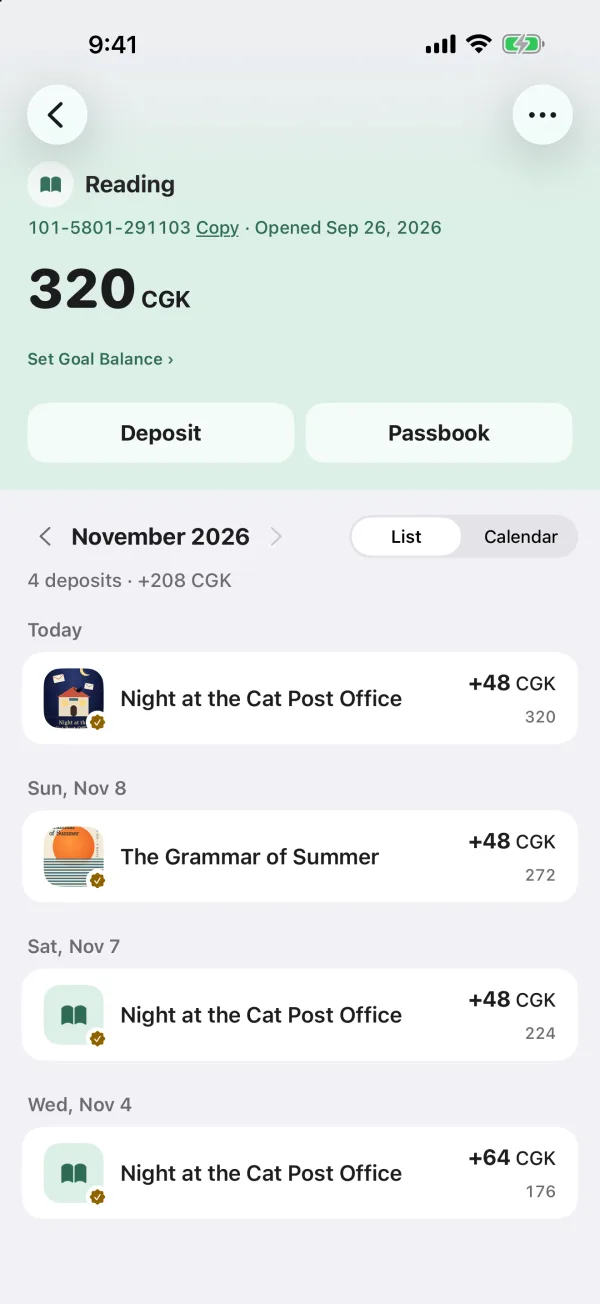 9:41
Reading
101-5801-291103 Copy · Opened Sep 26, 2026
320 CGK
Set Goal Balance ›
Deposit
Passbook
November 2026
List
Calendar
4 deposits · +208 CGK
Today
Night at the Cat Post Office
+48 CGK
320
Sun, Nov 8
of Summer
The Grammar of Summer
+48 CGK
272
Sat, Nov 7
Night at the Cat Post Office
+48 CGK
224
Wed, Nov 4
Night at the Cat Post Office
+64 CGK
176